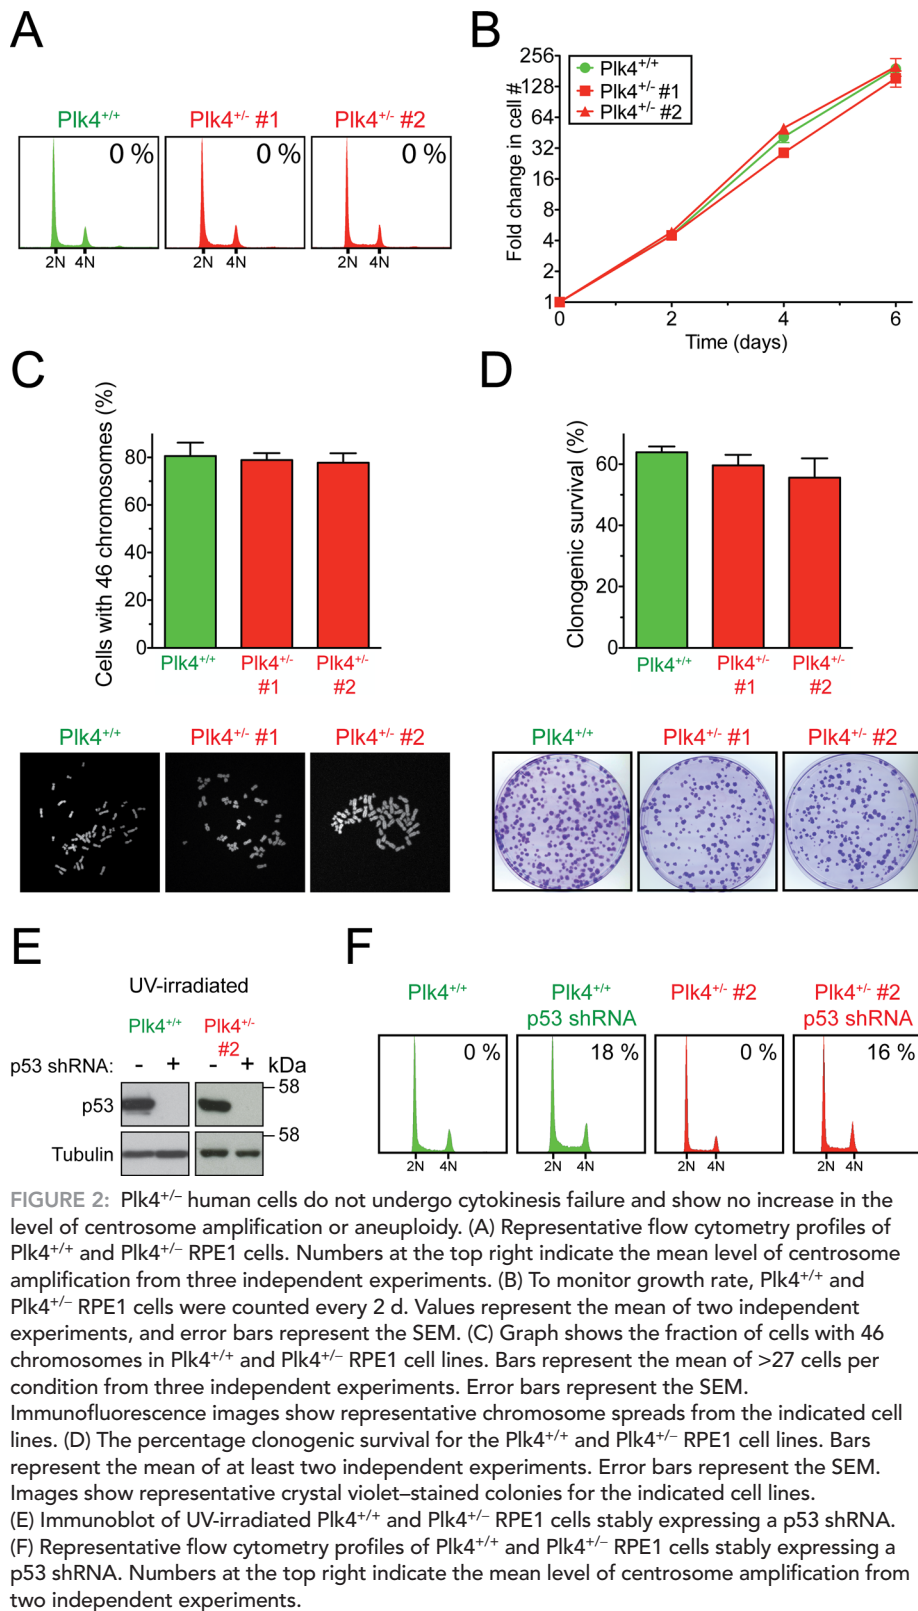 A
Plk4+/+ Plk4+/- #1 Plk4+/- #2
0 % 0 % 0 %
2N 4N 2N 4N 2N 4N
B
Fold change in cell #
256
128
64
32
16
8
4
2
1
Plk4+/+
Plk4+/- #1
Plk4+/- #2
0 2 4 6
Time (days)
C
Cells with 46 chromosomes (%)
80
60
40
20
0
Plk4+/+ Plk4+/- #1 Plk4+/- #2
Plk4+/+ Plk4+/- #1 Plk4+/- #2
D
Clonogenic survival (%)
60
40
20
0
Plk4+/+ Plk4+/- #1 Plk4+/- #2
Plk4+/+ Plk4+/- #1 Plk4+/- #2
E
UV-irradiated
Plk4+/+ Plk4+/- #2
p53 shRNA: - + - + kDa
p53 58
Tubulin 58
F
Plk4+/+ Plk4+/+ p53 shRNA Plk4+/- #2 Plk4+/- #2 p53 shRNA
0 % 18 % 0 % 16 %
2N 4N 2N 4N 2N 4N 2N 4N
FIGURE 2: Plk4+/– human cells do not undergo cytokinesis failure and show no increase in the
level of centrosome amplification or aneuploidy. (A) Representative flow cytometry profiles of
Plk4+/+ and Plk4+/– RPE1 cells. Numbers at the top right indicate the mean level of centrosome
amplification from three independent experiments. (B) To monitor growth rate, Plk4+/+ and
Plk4+/– RPE1 cells were counted every 2 d. Values represent the mean of two independent
experiments, and error bars represent the SEM. (C) Graph shows the fraction of cells with 46
chromosomes in Plk4+/+ and Plk4+/– RPE1 cell lines. Bars represent the mean of >27 cells per
condition from three independent experiments. Error bars represent the SEM.
Immunofluorescence images show representative chromosome spreads from the indicated cell
lines. (D) The percentage clonogenic survival for the Plk4+/+ and Plk4+/– RPE1 cell lines. Bars
represent the mean of at least two independent experiments. Error bars represent the SEM.
Images show representative crystal violet–stained colonies for the indicated cell lines.
(E) Immunoblot of UV-irradiated Plk4+/+ and Plk4+/– RPE1 cells stably expressing a p53 shRNA.
(F) Representative flow cytometry profiles of Plk4+/+ and Plk4+/– RPE1 cells stably expressing a
p53 shRNA. Numbers at the top right indicate the mean level of centrosome amplification from
two independent experiments.